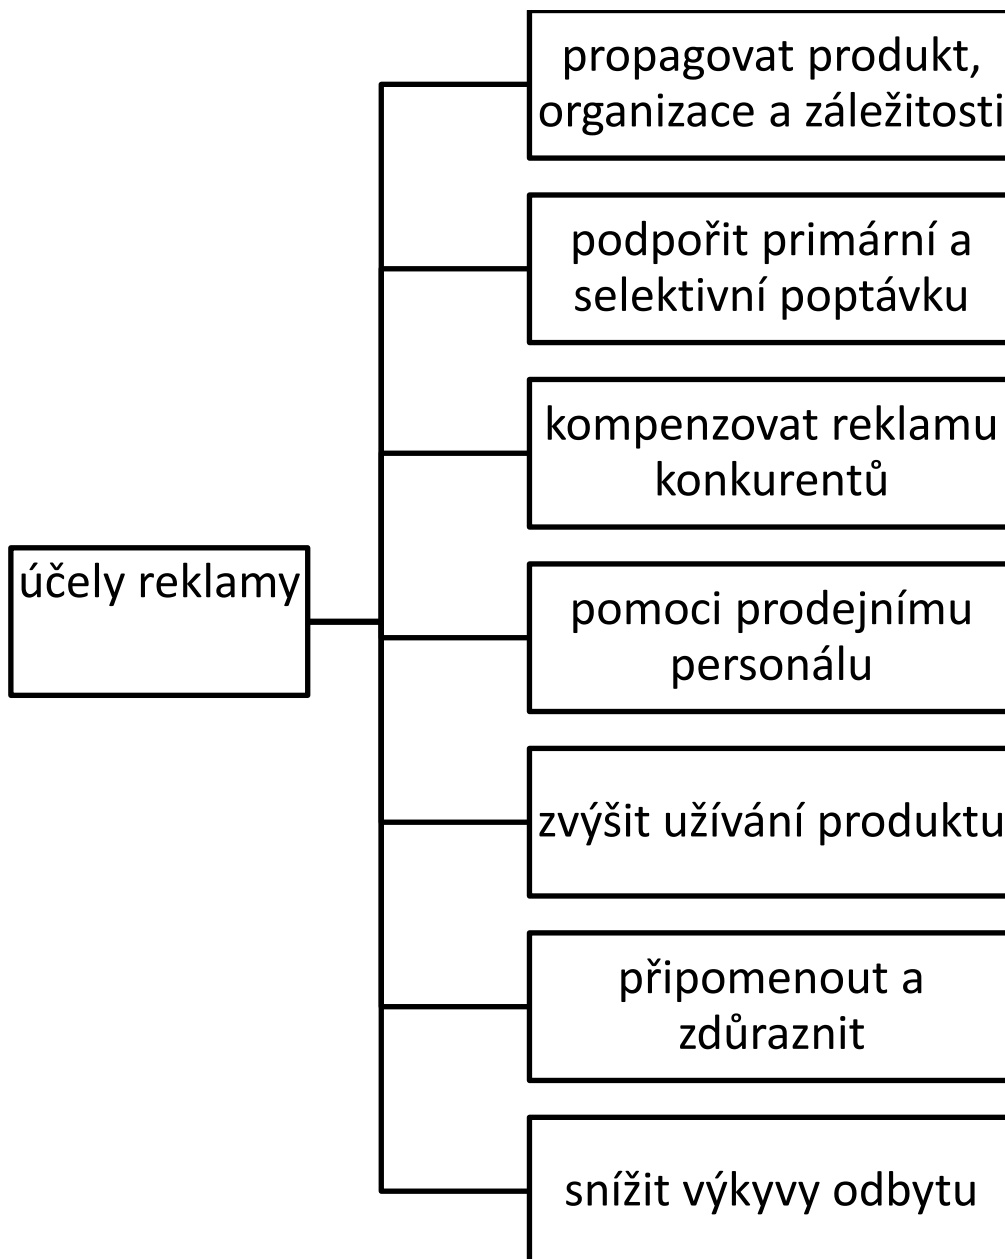 propagovat produkt,
organizace a záležitosti
podpořit primární a
selektivní poptávku
kompenzovat reklamu
konkurentů
účely reklamy
pomoci prodejnímu
personálu
zvýšit užívání produktu
připomenout a
zdůraznit
snížit výkyvy odbytu